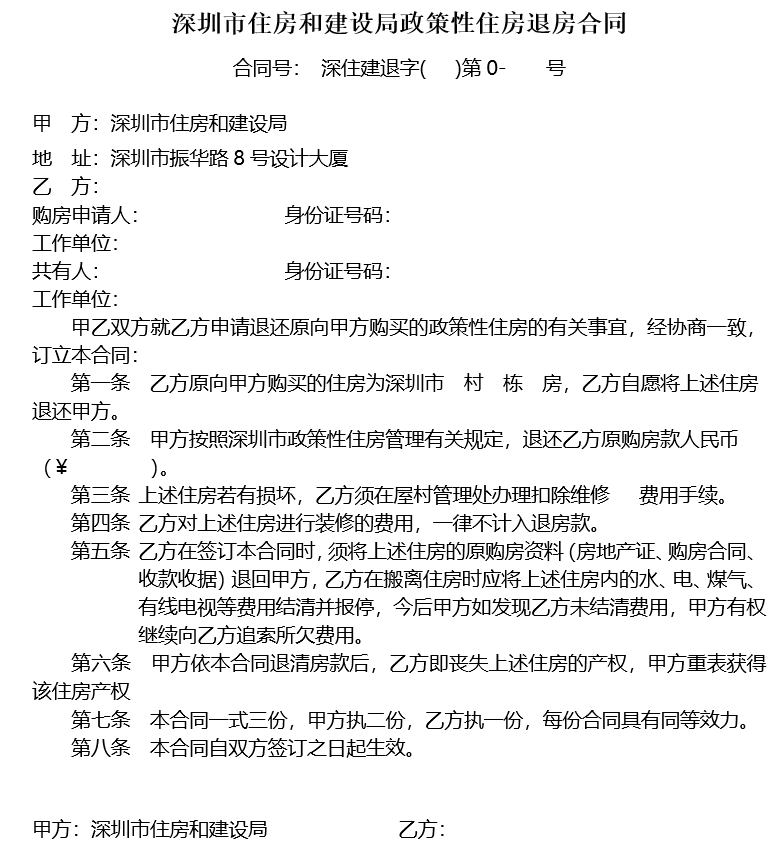 深圳市住房和建设局政策性住房退房合同
合同号： 深住建退字( )第 0- 号
甲 方：深圳市住房和建设局
地 址：深圳市振华路 8 号设计大厦
乙 方：
购房申请人： 身份证号码：
工作单位：
共有人： 身份证号码：
工作单位：
甲乙双方就乙方申请退还原向甲方购买的政策性住房的有关事宜，经协商一致，
订立本合同：
第一条 乙方原向甲方购买的住房为深圳市 村 栋 房，乙方自愿将上述住房
退还甲方。
第二条 甲方按照深圳市政策性住房管理有关规定，退还乙方原购房款人民币
（¥ ）。
第三条 上述住房若有损坏，乙方须在屋村管理处办理扣除维修 费用手续。
第四条 乙方对上述住房进行装修的费用，一律不计入退房款。
第五条 乙方在签订本合同时，须将上述住房的原购房资料（房地产证、购房合同、
收款收据）退回甲方，乙方在搬离住房时应将上述住房内的水、电、煤气、
有线电视等费用结清并报停，今后甲方如发现乙方未结清费用，甲方有权
继续向乙方追索所欠费用。
第六条 甲方依本合同退清房款后，乙方即丧失上述住房的产权，甲方重表获得
该住房产权
第七条 本合同一式三份，甲方执二份，乙方执一份，每份合同具有同等效力。
第八条 本合同自双方签订之日起生效。
甲方：深圳市住房和建设局 乙方：